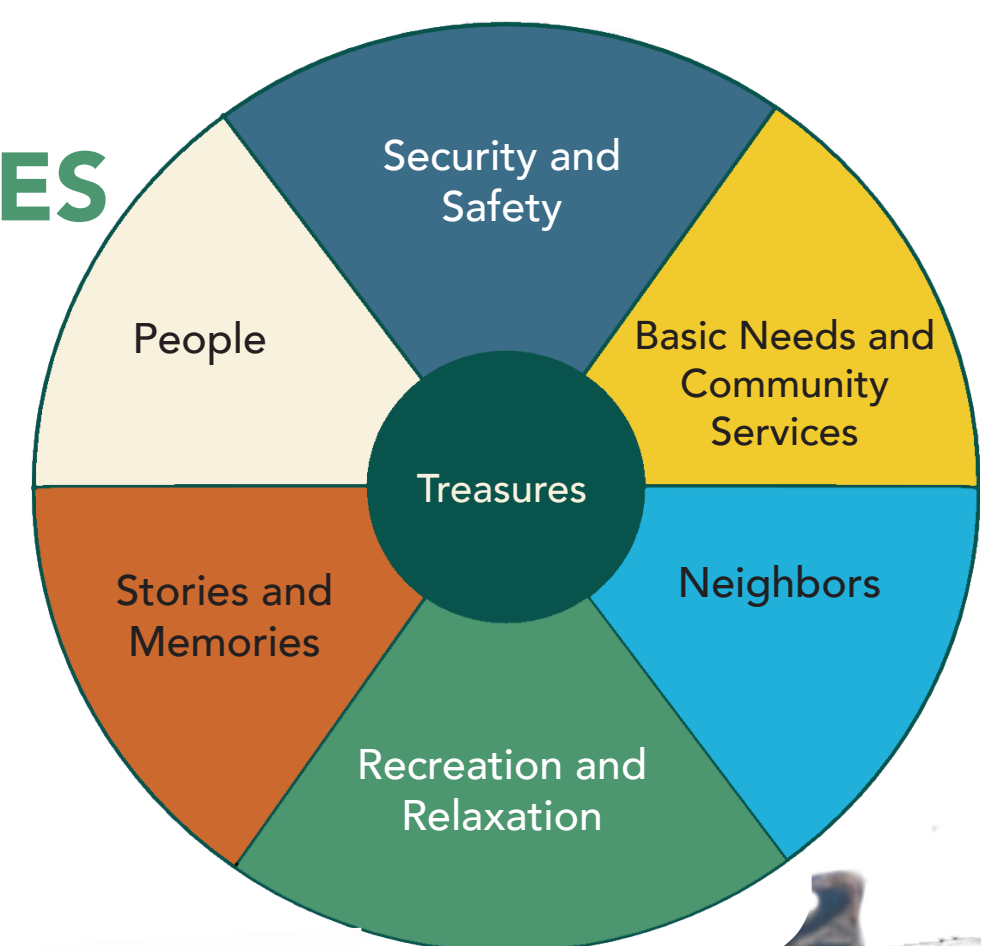 ES
Security and
Safety
People
Basic Needs and
Community
Services
Treasures
Stories and
Memories
Neighbors
Recreation and
Relaxation